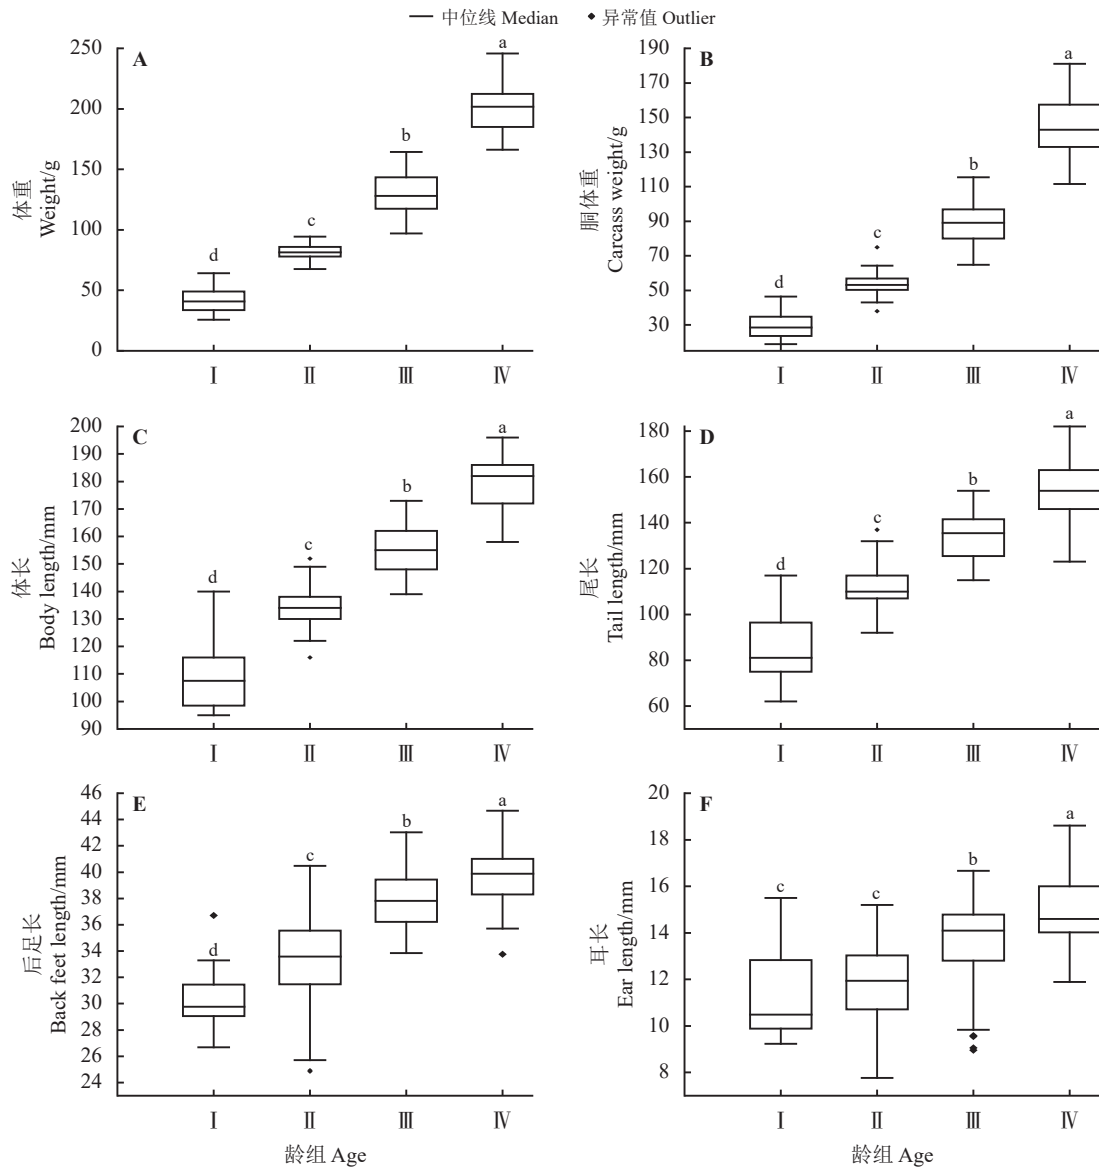 中位线 Median 异常值 Outlier
A
250
200
150
100
50
0
体重
Weight/g
d
c
b
a
Ⅰ Ⅱ Ⅲ Ⅳ
B
190
170
150
130
110
90
70
50
30
胴体重
Carcass weight/g
d
c
b
a
Ⅰ Ⅱ Ⅲ Ⅳ
C
200
190
180
170
160
150
140
130
120
110
100
90
体长
Body length/mm
d
c
b
a
Ⅰ Ⅱ Ⅲ Ⅳ
D
180
160
140
120
100
80
60
尾长
Tail length/mm
d
c
b
a
Ⅰ Ⅱ Ⅲ Ⅳ
E
46
44
42
40
38
36
34
32
30
28
26
24
后足长
Back feet length/mm
d
c
b
a
Ⅰ Ⅱ Ⅲ Ⅳ
龄组 Age
F
20
18
16
14
12
10
8
耳长
Ear length/mm
c
c
b
a
Ⅰ Ⅱ Ⅲ Ⅳ
龄组 Age